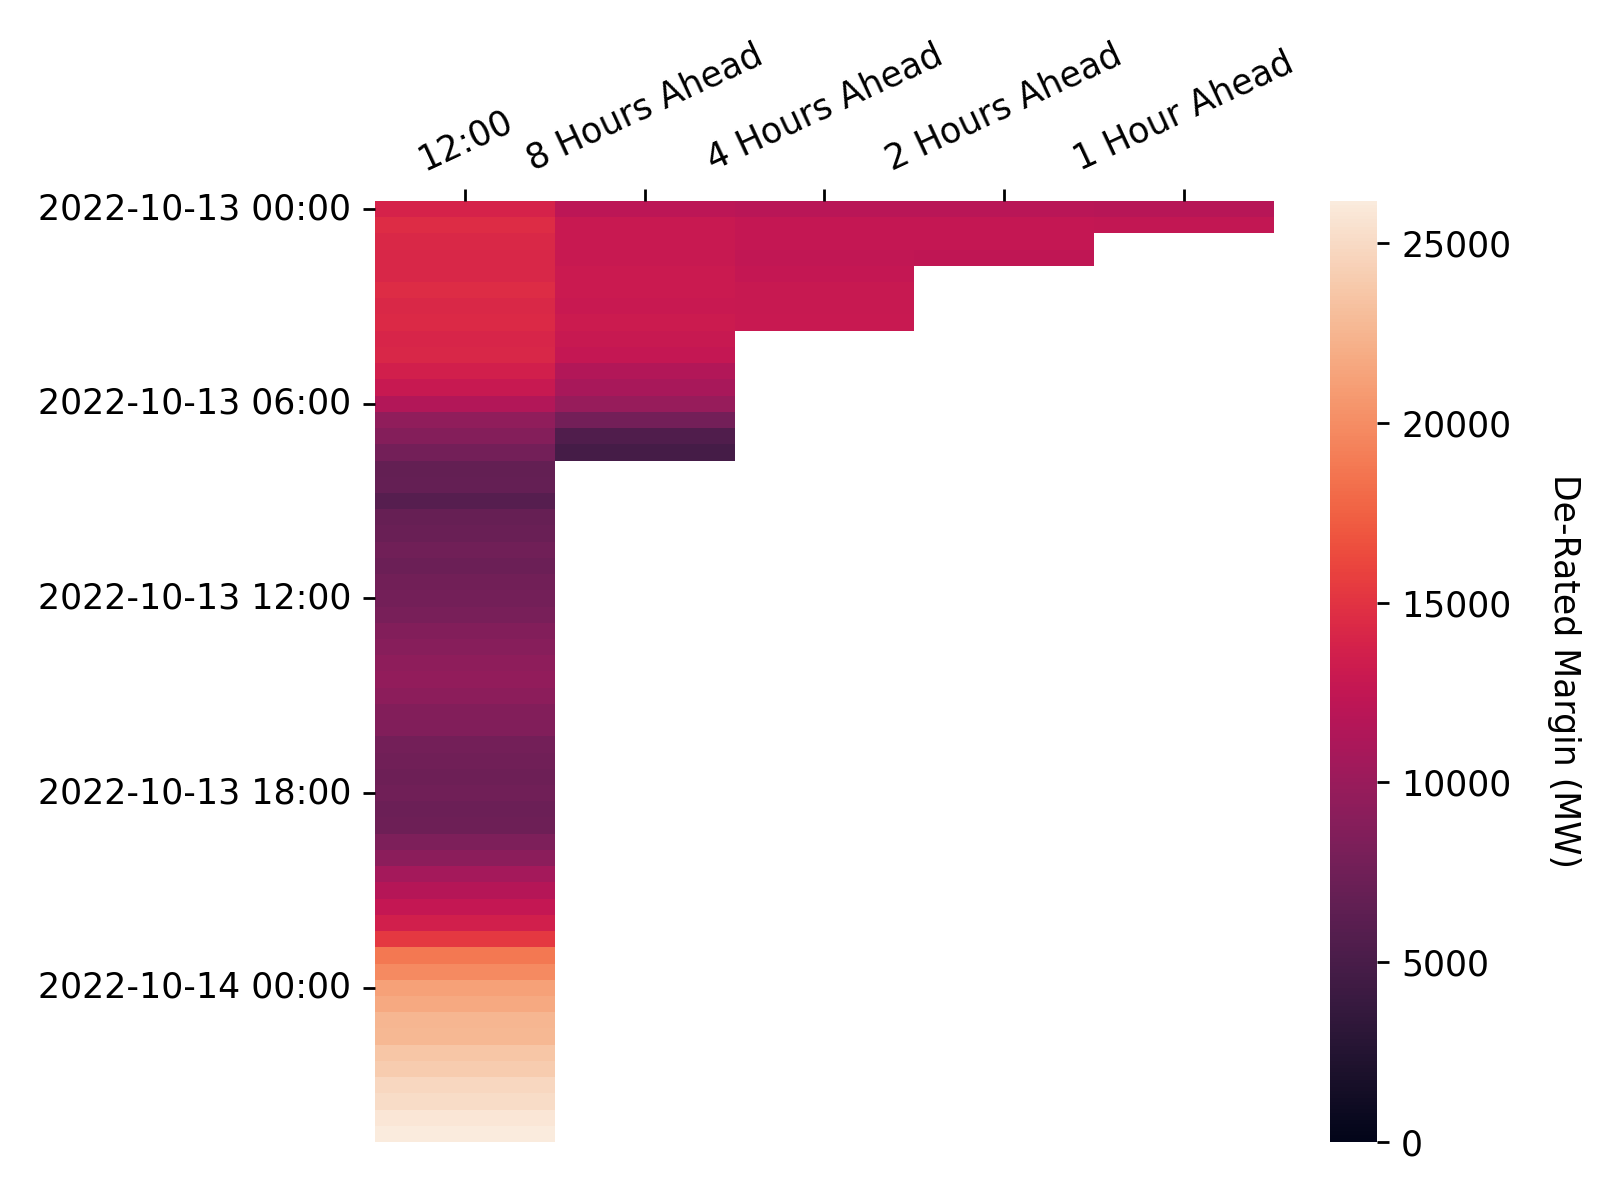 12:00
8 Hours Ahead
4 Hours Ahead
2 Hours Ahead
1 Hour Ahead
2022-10-13 00:00
2022-10-13 06:00
2022-10-13 12:00
2022-10-13 18:00
2022-10-14 00:00
25000
20000
15000
10000
5000
0
De-Rated Margin (MW)